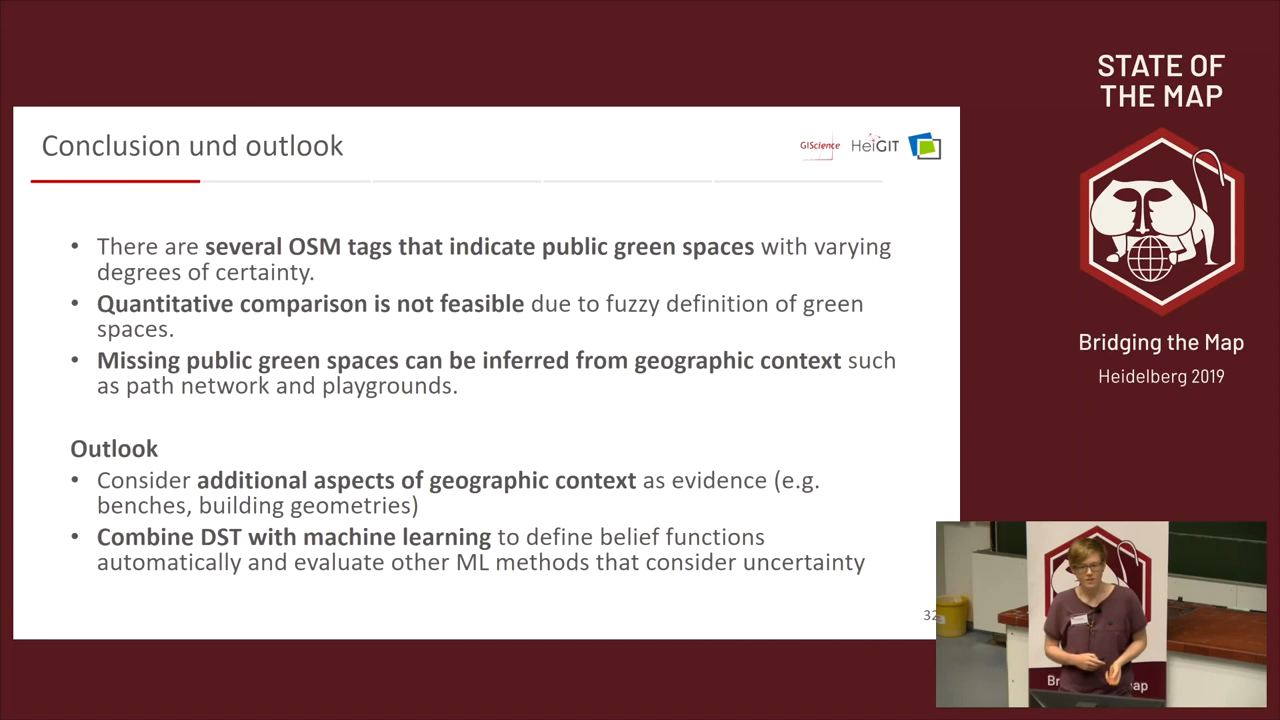 STATE OF
THE MAP
Conclusion und outlook
GIScience
HeiGIT
• There are several OSM tags that indicate public green spaces with varying
degrees of certainty.
• Quantitative comparison is not feasible due to fuzzy definition of green
spaces.
• Missing public green spaces can be inferred from geographic context such
as path network and playgrounds.
Outlook
• Consider additional aspects of geographic context as evidence (e.g.
benches, building geometries)
• Combine DST with machine learning to define belief functions
automatically and evaluate other ML methods that consider uncertainty
32
Bridging the Map
Heidelberg 2019
Br
ap